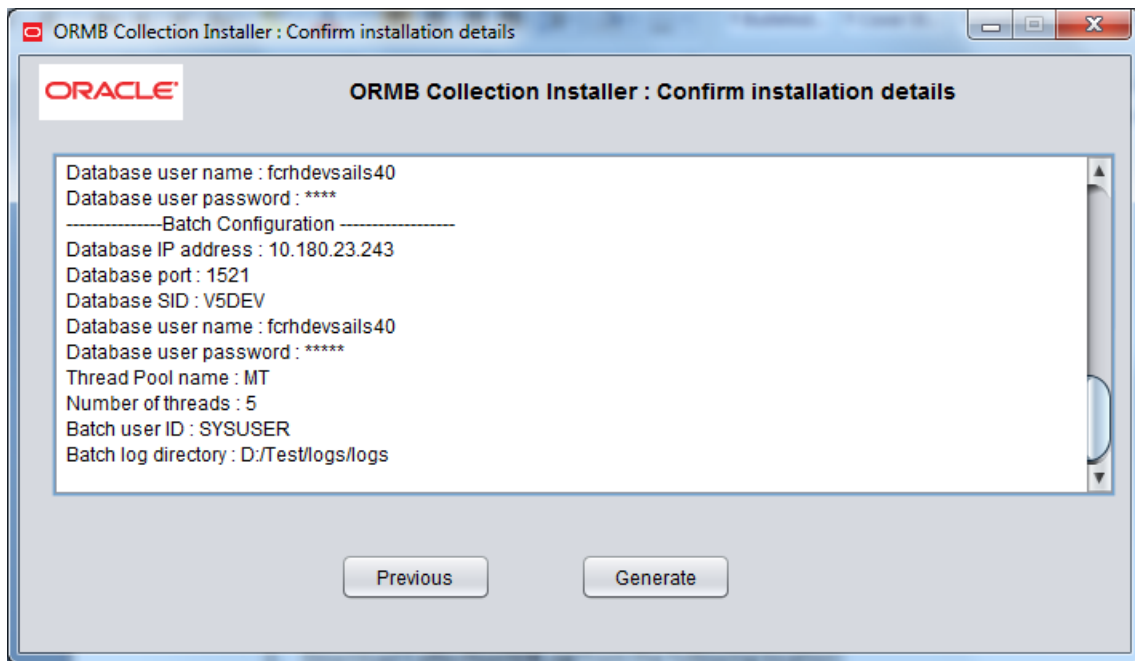 ORMB Collection Installer : Confirm installation details
ORACLE
ORMB Collection Installer : Confirm installation details
Database user name : fcrhdevsails40
Database user password : ****
---------------Batch Configuration ------------------
Database IP address : 10.180.23.243
Database port : 1521
Database SID : V5DEV
Database user name : fcrhdevsails40
Database user password : *****
Thread Pool name : MT
Number of threads : 5
Batch user ID : SYSUSER
Batch log directory : D:/Test/logs/logs
Previous
Generate